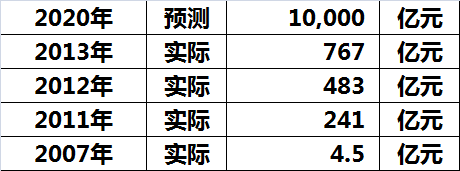 2020年 预测 10,000 亿元
2013年 实际 767 亿元
2012年 实际 483 亿元
2011年 实际 241 亿元
2007年 实际 4.5 亿元